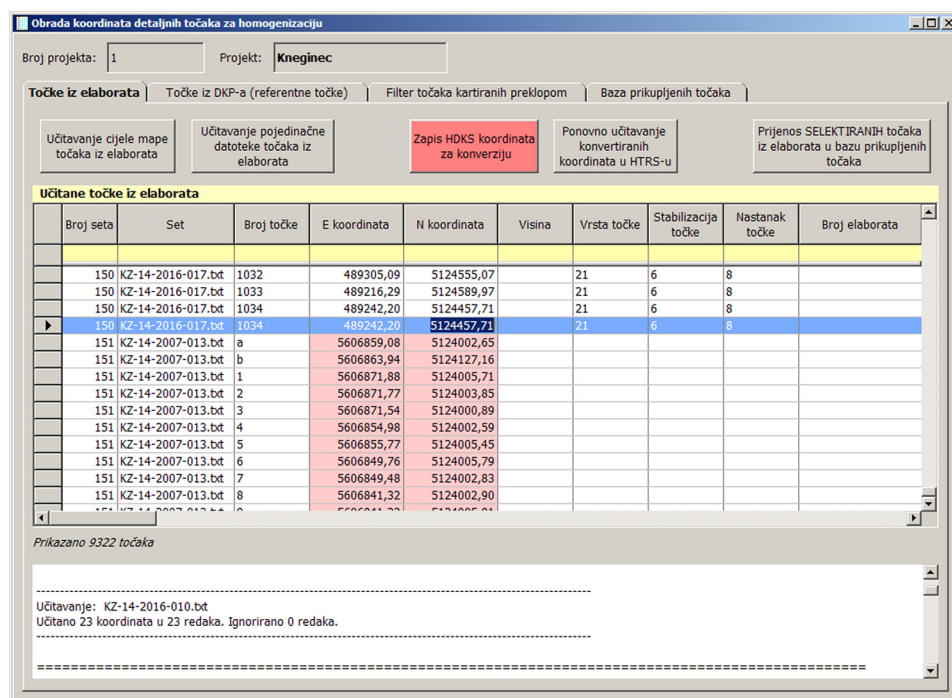 Obrada koordinata detaljnih točaka za homogenizaciju
Broj projekta: 1 Projekt: Kneginec
Točke iz elaborata Točke iz DKP-a (referentne točke) Filter točaka kartiranih preklopom Baza prikupljenih točaka
Učitavanje cijele mape
točaka iz elaborata
Učitavanje pojedinačne
datoteke točaka iz
elaborata
Zapis HDKS koordinata
za konverziju
Ponovno učitavanje
konvertiranih
koordinata u HTRS-u
Prijenos SELEKTIRANIH točaka
iz elaborata u bazu prikupljenih
točaka
Učitane točke iz elaborata
Broj seta Set Broj točke E koordinata N koordinata Visina Vrsta točke Stabilizacija točke Nastanak točke Broj elaborata
150 KZ-14-2016-017.txt 1032 489305,09 5124555,07 21 6 8
150 KZ-14-2016-017.txt 1033 489216,29 5124589,97 21 6 8
150 KZ-14-2016-017.txt 1034 489242,20 5124457,71 21 6 8
150 KZ-14-2016-017.txt 1034 489242,20 5124457,71 21 6 8
151 KZ-14-2007-013.txt a 5606859,08 5124002,65
151 KZ-14-2007-013.txt b 5606863,94 5124127,16
151 KZ-14-2007-013.txt 1 5606871,88 5124005,71
151 KZ-14-2007-013.txt 2 5606871,77 5124003,85
151 KZ-14-2007-013.txt 3 5606871,54 5124000,89
151 KZ-14-2007-013.txt 4 5606854,98 5124002,59
151 KZ-14-2007-013.txt 5 5606855,77 5124005,45
151 KZ-14-2007-013.txt 6 5606849,76 5124005,79
151 KZ-14-2007-013.txt 7 5606849,48 5124002,83
151 KZ-14-2007-013.txt 8 5606841,32 5124002,90
Prikazano 9322 točaka
Učitavanje: KZ-14-2016-010.txt
Učitano 23 koordinata u 23 redaka. Ignorirano 0 redaka.